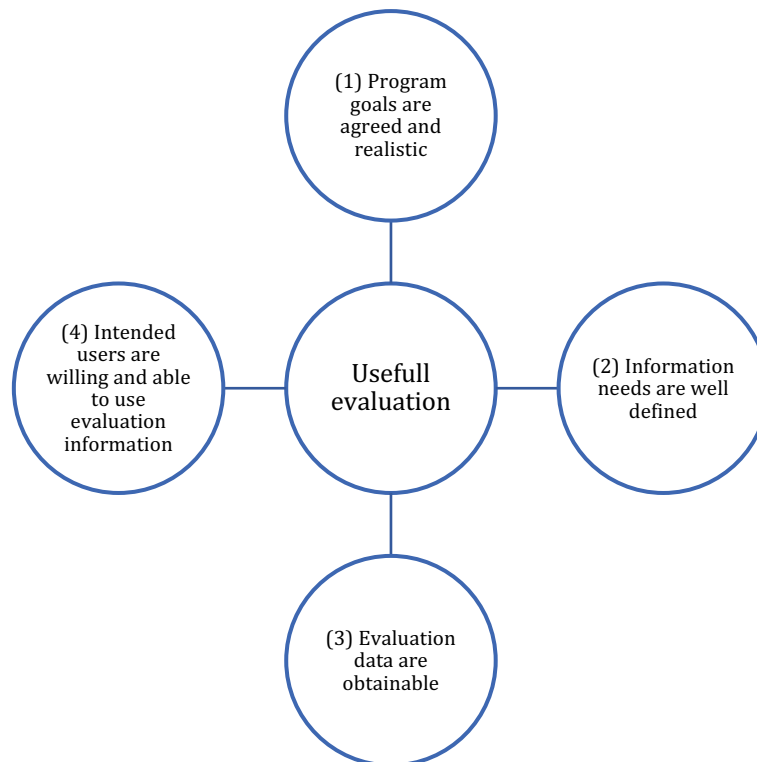 (1) Program
goals are
agreed and
realistic
(4) Intended
users are
willing and able
to use
evaluation
information
Usefull
evaluation
(2) Information
needs are well
defined
(3) Evaluation
data are
obtainable